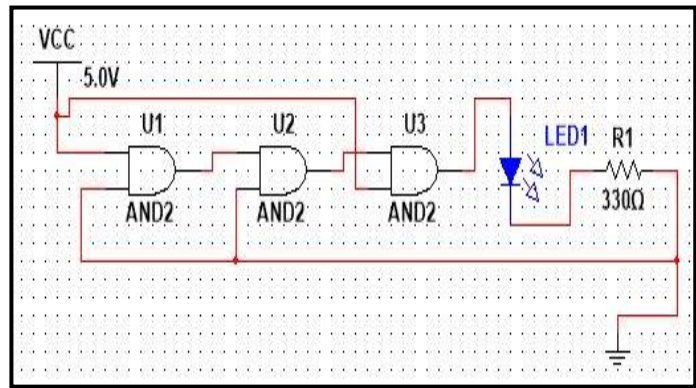 VCC
5.0V
U1
U2
U3
LED1
R1
AND2
AND2
AND2
330Ω